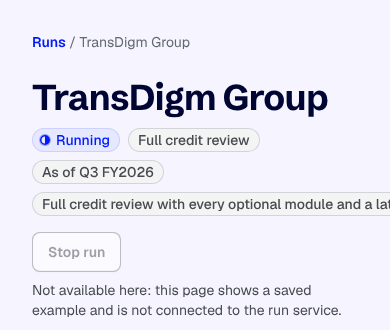 Runs / TransDigm Group
TransDigm Group
Running Full credit review
As of Q3 FY2026
Full credit review with every optional module and a
Stop run
Not available here: this page shows a saved
example and is not connected to the run service.